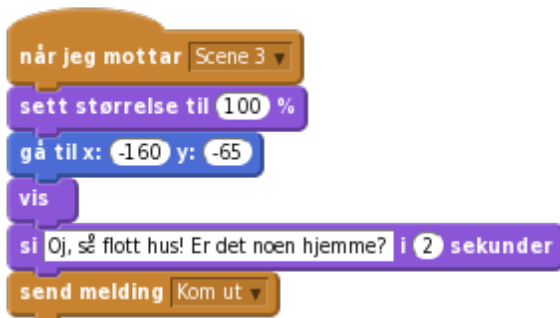 når jeg mottar Scene 3
sett størrelse til 100 %
gå til x: -160 y: -65
vis
si Oj, så flott hus! Er det noen hjemme? i 2 sekunder
send melding Kom ut